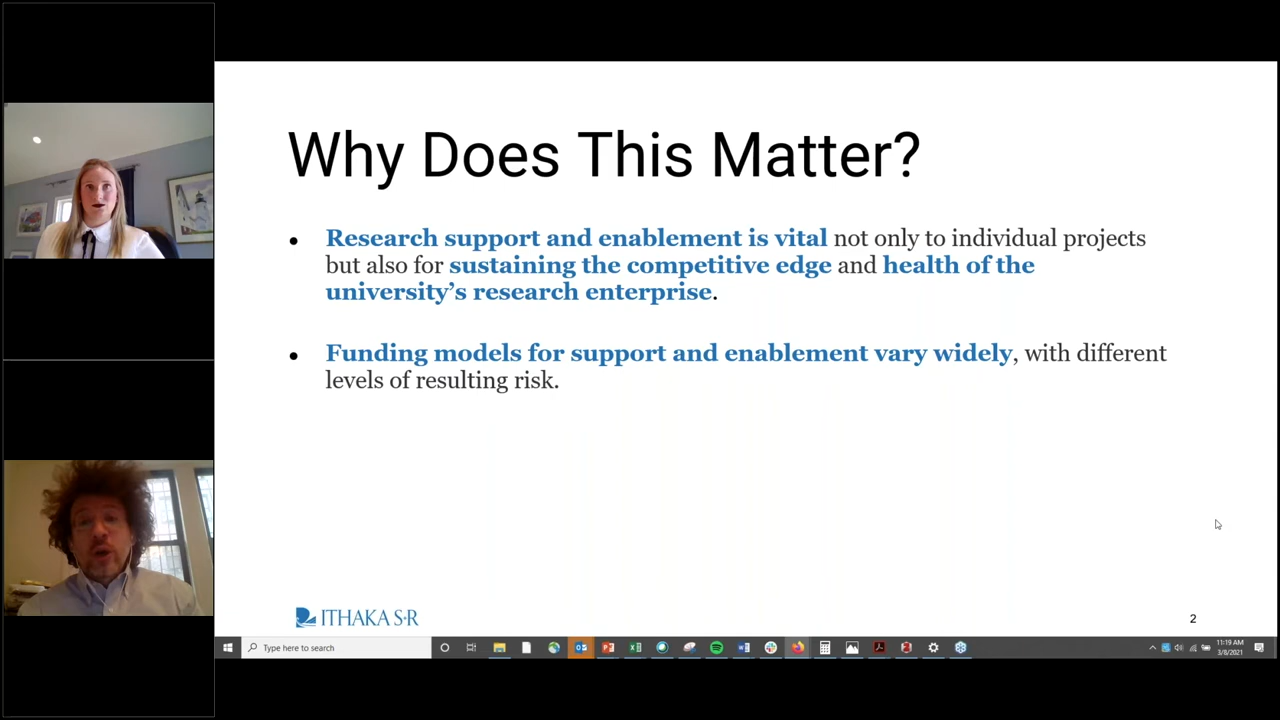 Why Does This Matter?
● Research support and enablement is vital not only to individual projects
but also for sustaining the competitive edge and health of the
university’s research enterprise.
● Funding models for support and enablement vary widely, with different
levels of resulting risk.
ITHAKA S·R
2
Type here to search
11:19 AM
3/8/2021